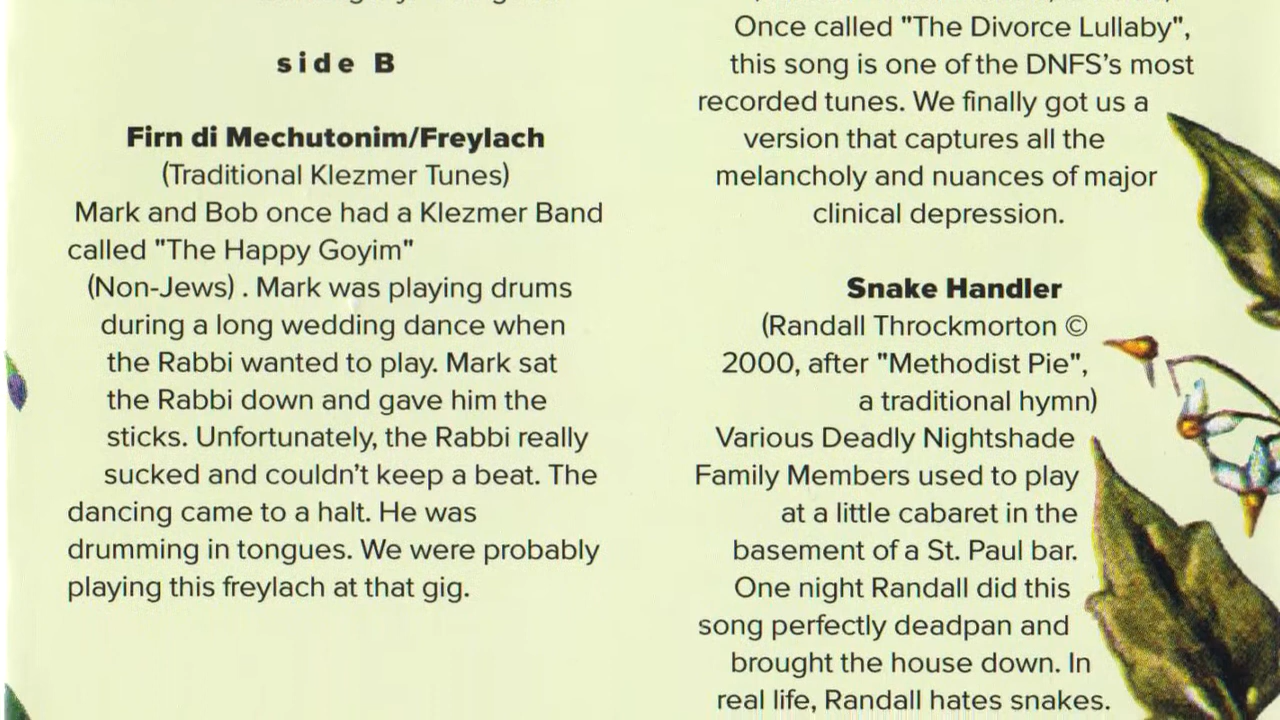 side B
Firn di Mechutonim/Freylach
(Traditional Klezmer Tunes)
Mark and Bob once had a Klezmer Band
called "The Happy Goyim"
(Non-Jews) . Mark was playing drums
during a long wedding dance when
the Rabbi wanted to play. Mark sat
the Rabbi down and gave him the
sticks. Unfortunately, the Rabbi really
sucked and couldn't keep a beat. The
dancing came to a halt. He was
drumming in tongues. We were probably
playing this freylach at that gig.
Once called "The Divorce Lullaby",
this song is one of the DNFS's most
recorded tunes. We finally got us a
version that captures all the
melancholy and nuances of major
clinical depression.
Snake Handler
(Randall Throckmorton ©
2000, after "Methodist Pie",
a traditional hymn)
Various Deadly Nightshade
Family Members used to play
at a little cabaret in the
basement of a St. Paul bar.
One night Randall did this
song perfectly deadpan and
brought the house down. In
real life, Randall hates snakes.